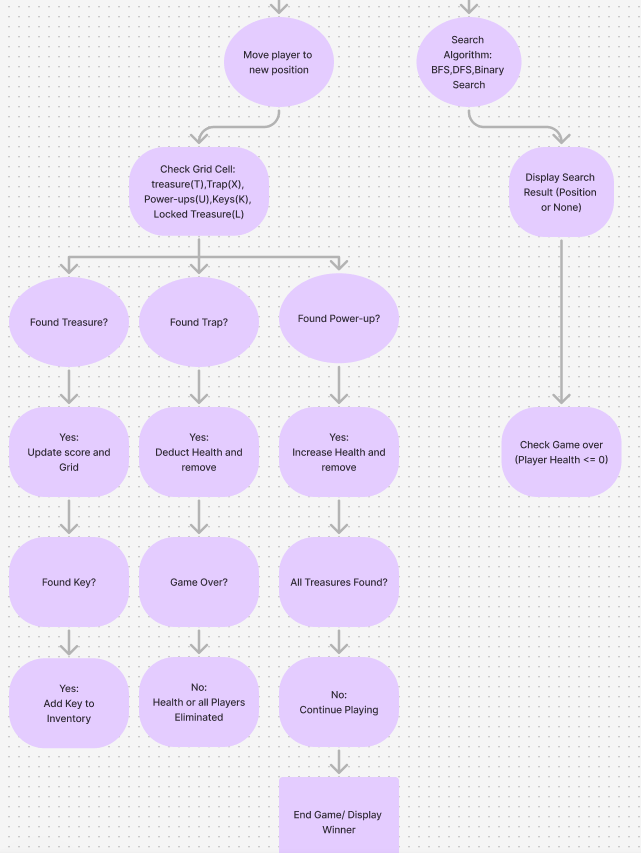 Move player to
new position
Search
Algorithm:
BFS,DFS,Binary
Search
Check Grid Cell:
treasure(T),Trap(X),
Power-ups(U),Keys(K),
Locked Treasure(L)
Display Search
Result (Position
or None)
Found Treasure?
Found Trap?
Found Power-up?
Yes:
Update score and
Grid
Yes:
Deduct Health and
remove
Yes:
Increase Health and
remove
Check Game over
(Player Health <= 0)
Found Key?
Game Over?
All Treasures Found?
Yes:
Add Key to
Inventory
No:
Health or all Players
Eliminated
No:
Continue Playing
End Game/ Display
Winner